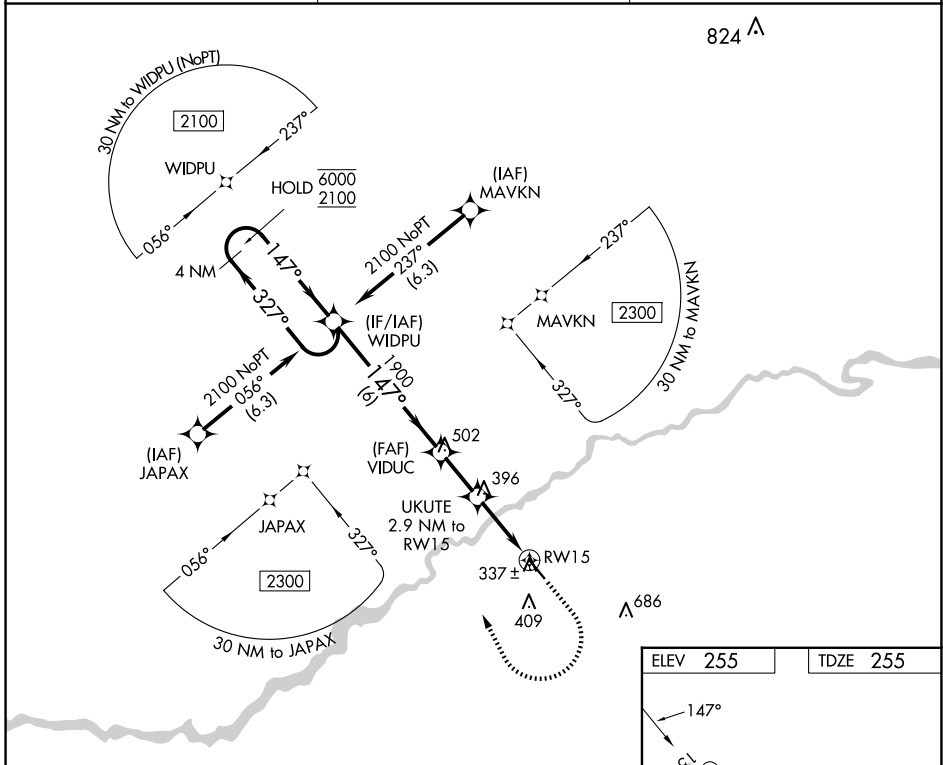 824
30 NM to WIDPU (NoPT)
2100
237°
WIDPU
056°
HOLD 6000
2100
(IAF)
MAVKN
2100 NoPT
237°
(6.3)
4 NM
147°
327°
(IF/IAF)
WIDPU
237°
MAVKN
2300
327°
30 NM to MAVKN
2100 NoPT
056°
(6.3)
(IAF)
JAPAX
1900
147°
(6)
(FAF)
VIDUC
502
396
UKUTE
2.9 NM to
RW15
RW15
337 ±
409
686
JAPAX
056°
327°
2300
30 NM to JAPAX
ELEV 255
TDZE 255
147°
15